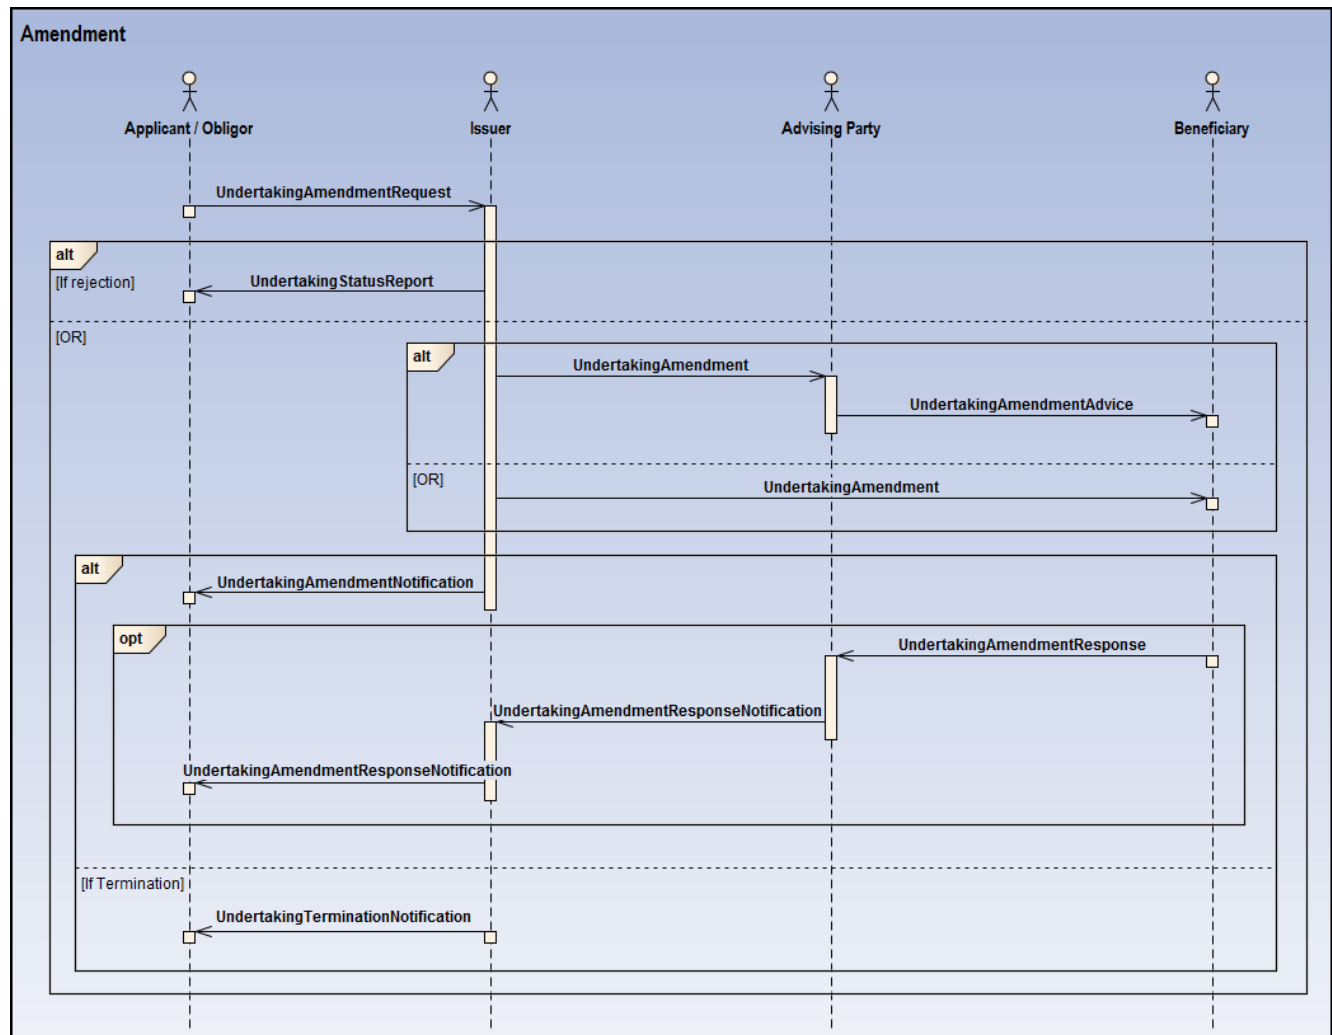 Amendment
Applicant / Obligor
Issuer
Advising Party
Beneficiary
UndertakingAmendmentRequest
alt
[If rejection]
UndertakingStatusReport
[OR]
alt
UndertakingAmendment
UndertakingAmendmentAdvice
[OR]
UndertakingAmendment
alt
UndertakingAmendmentNotification
opt
UndertakingAmendmentResponse
UndertakingAmendmentResponseNotification
UndertakingAmendmentResponseNotification
[If Termination]
UndertakingTerminationNotification